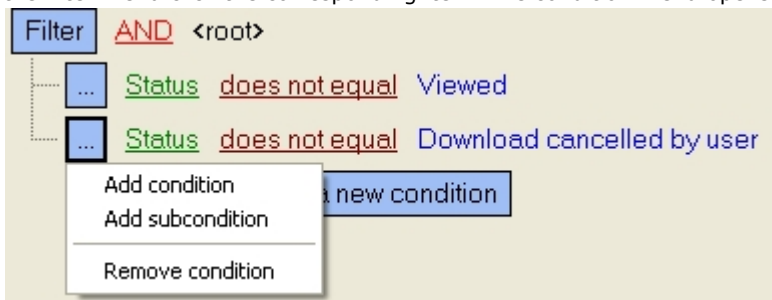 Filter AND <root>
... Status does not equal Viewed
... Status does not equal Download cancelled by user
Add condition
a new condition
Add subcondition
Remove condition